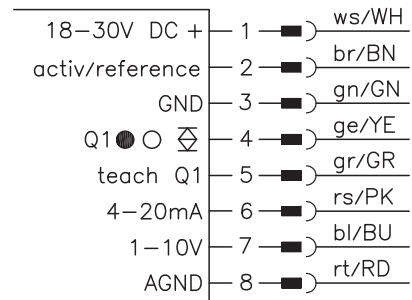 18-30V DC + 1 ws/WH
activ/reference 2 br/BN
GND 3 gn/GN
Q1 4 ge/YE
teach Q1 5 gr/GR
4-20mA 6 rs/PK
1-10V 7 bl/BU
AGND 8 rt/RD